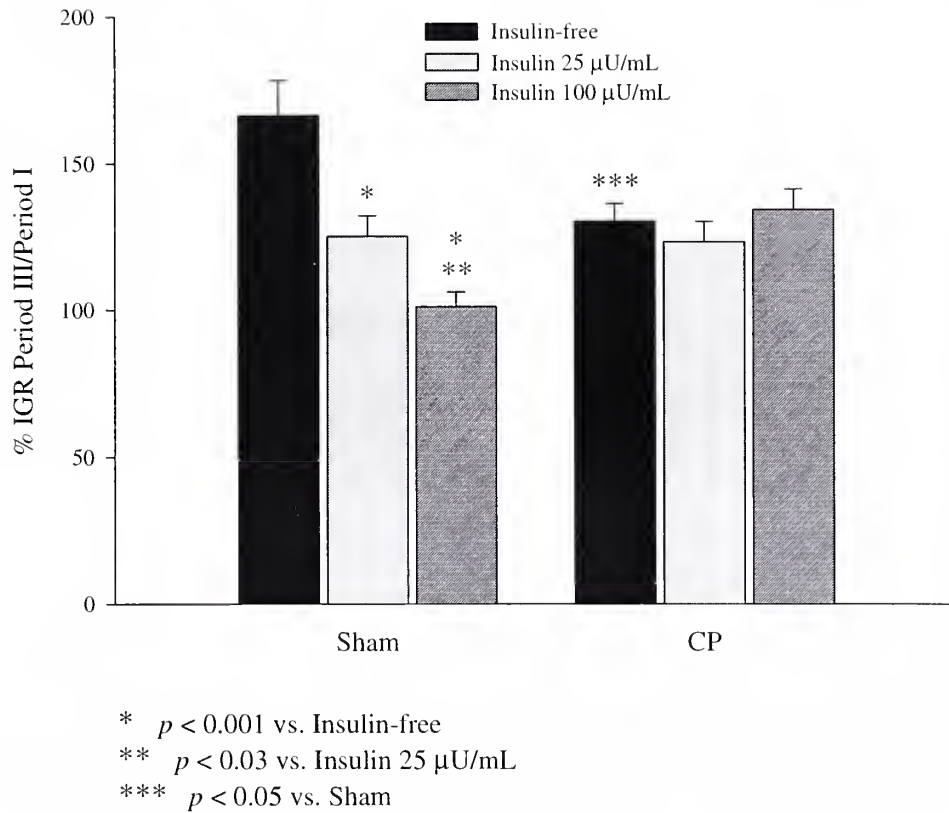 200
Insulin-free
Insulin 25 µU/mL
Insulin 100 µU/mL
150
***
*
*
**
% IGR Period III/Period I
100
50
0
Sham CP
* p < 0.001 vs. Insulin-free
** p < 0.03 vs. Insulin 25 µU/mL
*** p < 0.05 vs. Sham